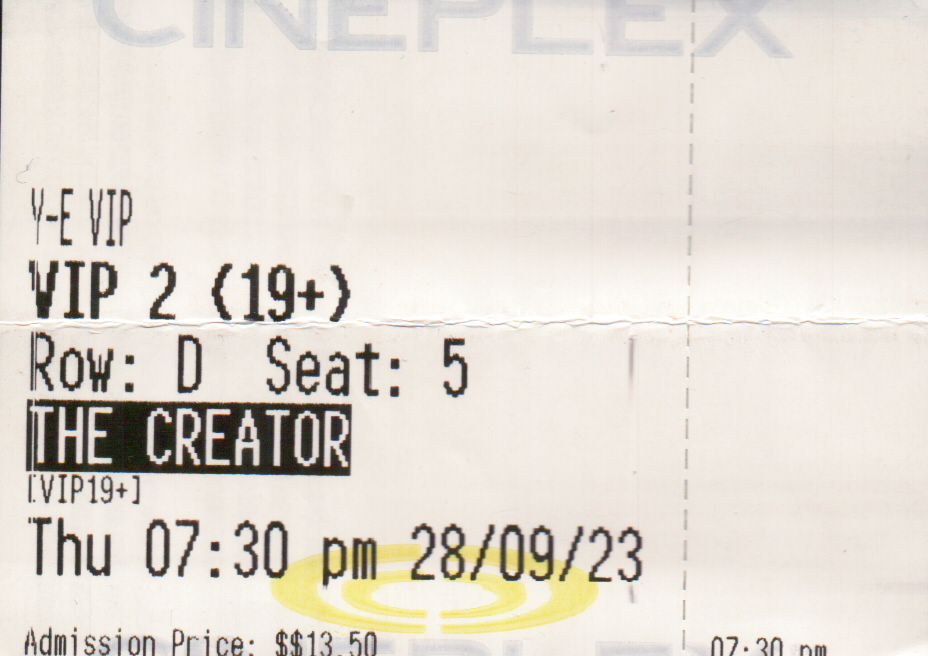 CINEPLEX
Y-E VIP
VIP 2 (19+)
Row: D Seat: 5
THE CREATOR
[VIP19+]
Thu 07:30 pm 28/09/23
Admission Price: $$13.50
07:30 pm